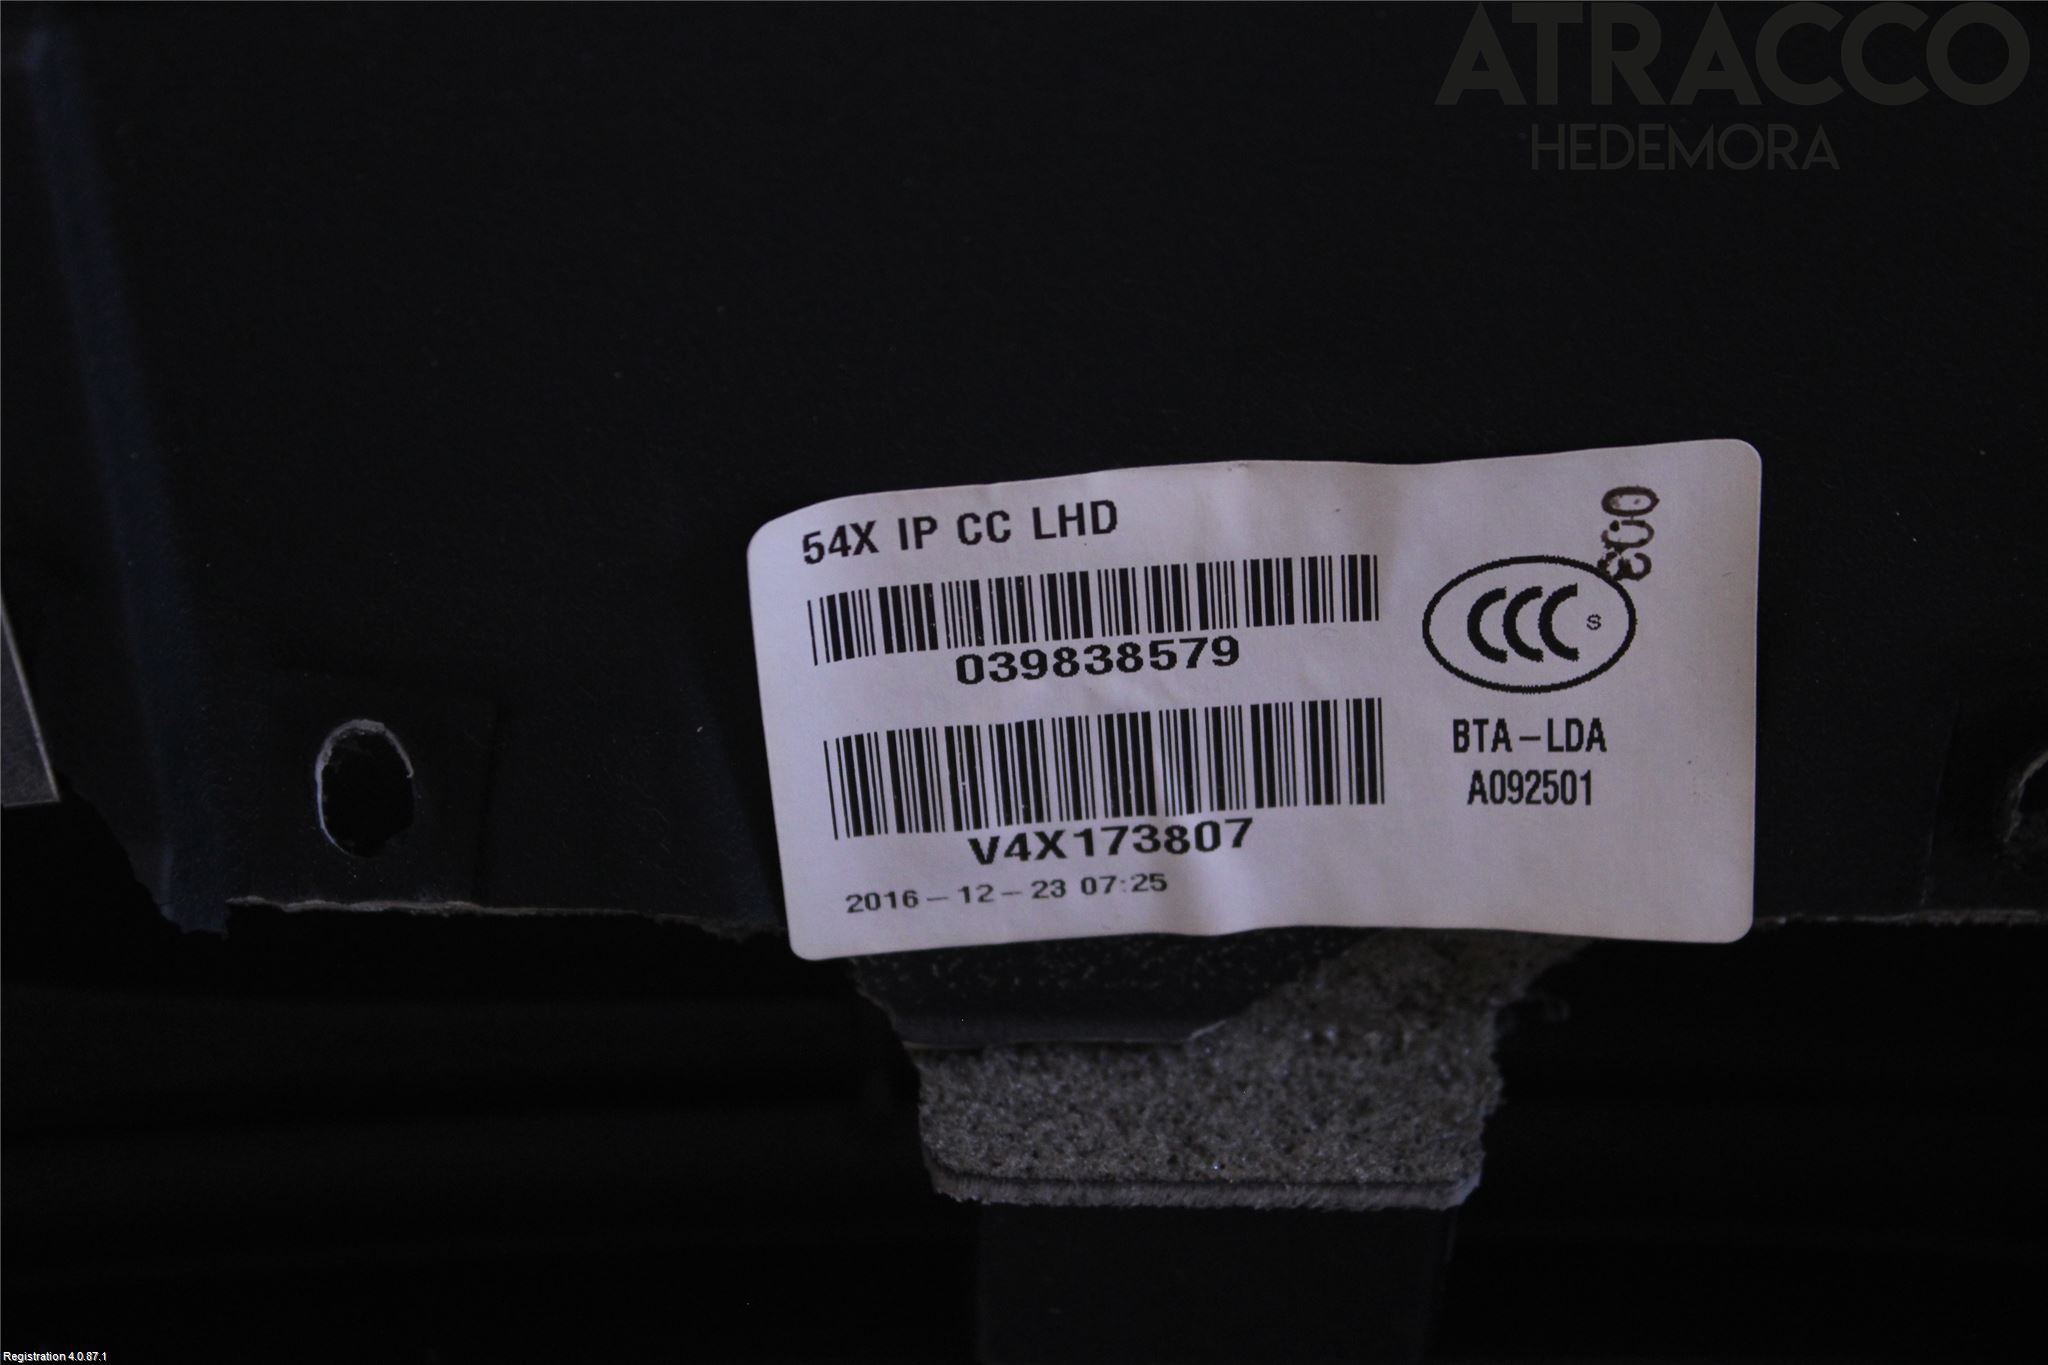 ATRACCO
HEDEMORA
54X IP CC LHD
039838579
V4X173807
2016-12-23 07:25
CCC S
BTA-LDA
A092501
Registration 4.0.87.1